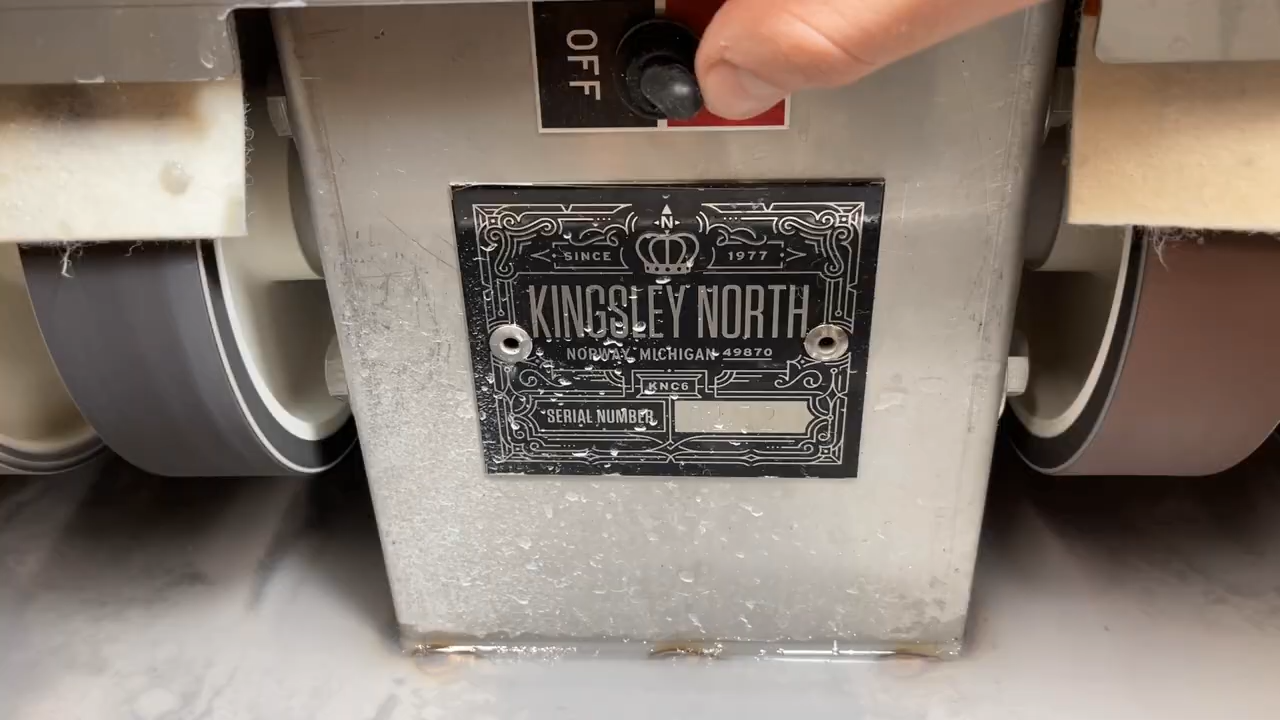 OFF
N
SINCE 1977
KINGSLEY NORTH
NORWAY, MICHIGAN 49870
KNC6
SERIAL NUMBER